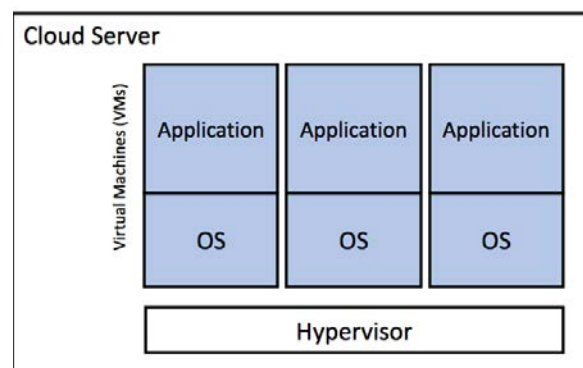 Cloud Server
Virtual Machines (VMs)
Application
Application
Application
OS
OS
OS
Hypervisor